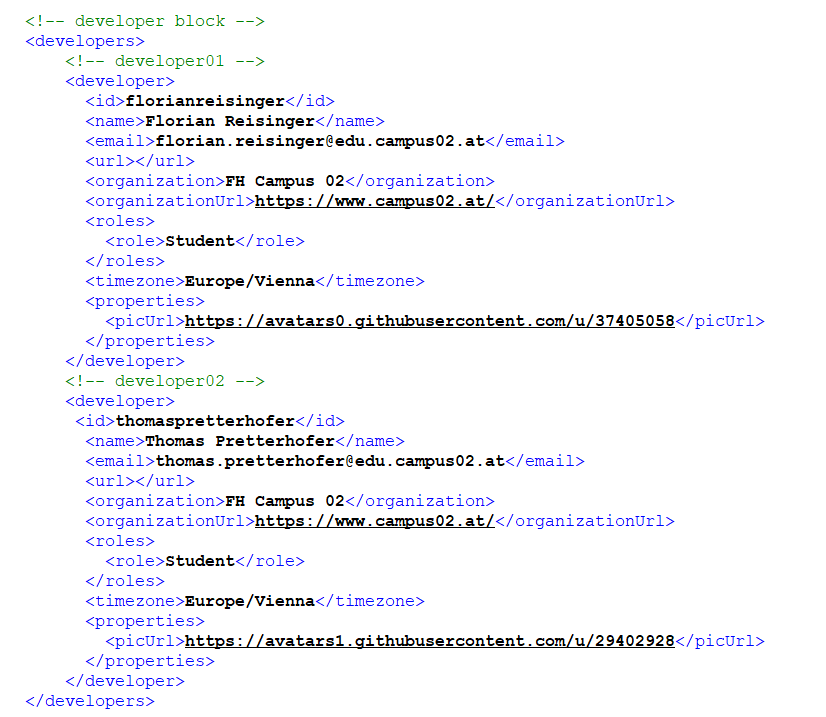 <!-- developer block -->
<developers>
<!-- developer01 -->
<developer>
<id>florianreisinger</id>
<name>Florian Reisinger</name>
<email>florian.reisinger@edu.campus02.at</email>
<url></url>
<organization>FH Campus 02</organization>
<organizationUrl>https://www.campus02.at/</organizationUrl>
<roles>
<role>Student</role>
</roles>
<timezone>Europe/Vienna</timezone>
<properties>
<picUrl>https://avatars0.githubusercontent.com/u/37405058</picUrl>
</properties>
</developer>
<!-- developer02 -->
<developer>
<id>thomaspretterhofer</id>
<name>Thomas Pretterhofer</name>
<email>thomas.pretterhofer@edu.campus02.at</email>
<url></url>
<organization>FH Campus 02</organization>
<organizationUrl>https://www.campus02.at/</organizationUrl>
<roles>
<role>Student</role>
</roles>
<timezone>Europe/Vienna</timezone>
<properties>
<picUrl>https://avatars1.githubusercontent.com/u/29402928</picUrl>
</properties>
</developer>
</developers>